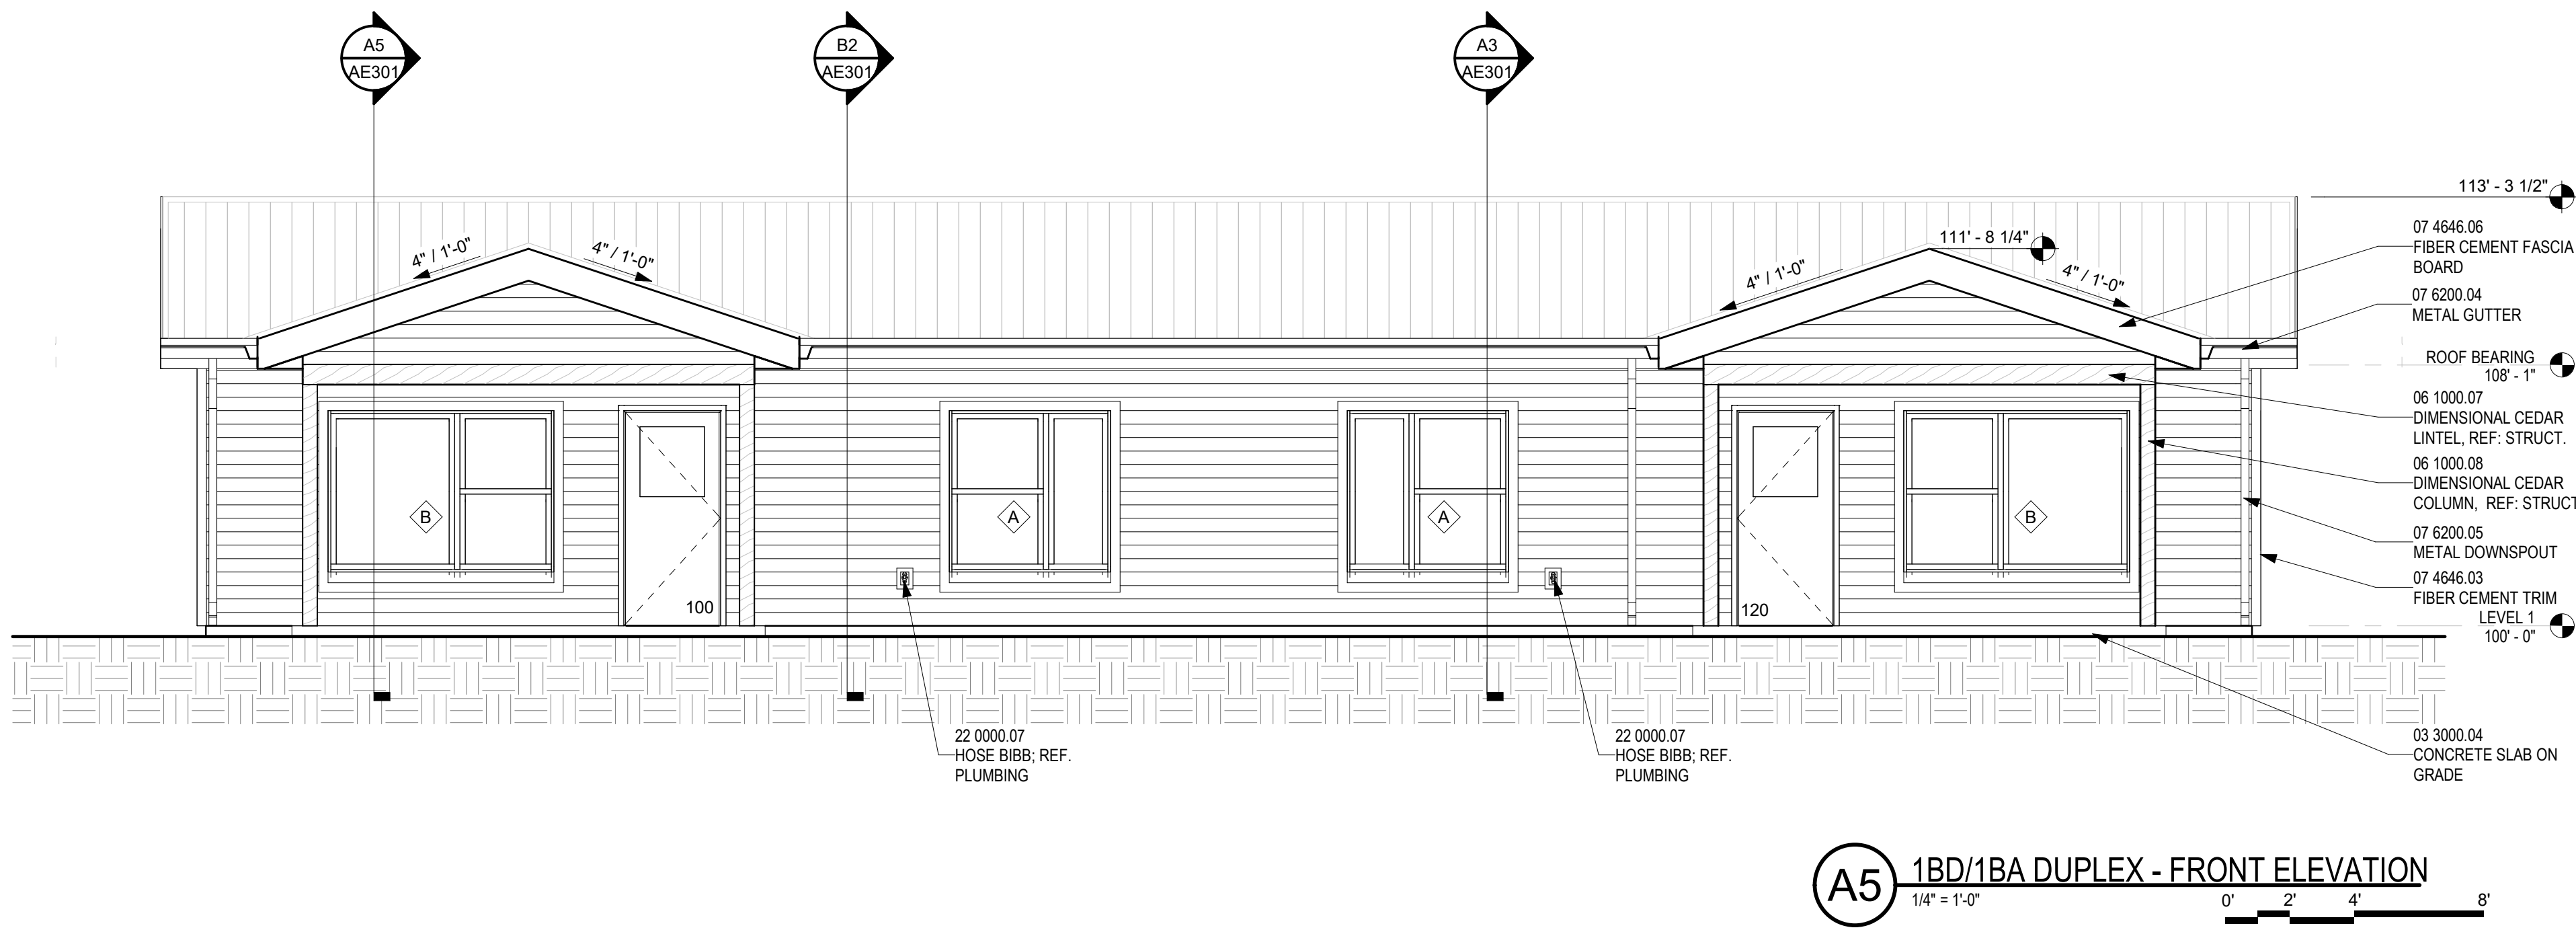 A5
AE301
B2
AE301
A3
AE301
113' - 3 1/2"
4" / 1'-0"
4" / 1'-0"
111' - 8 1/4"
4" / 1'-0"
4" / 1'-0"
07 4646.06
FIBER CEMENT FASCIA
BOARD
07 6200.04
METAL GUTTER
ROOF BEARING
108' - 1"
06 1000.07
DIMENSIONAL CEDAR
LINTEL, REF: STRUCT.
06 1000.08
DIMENSIONAL CEDAR
COLUMN, REF: STRUCT
07 6200.05
METAL DOWNSPOUT
07 4646.03
FIBER CEMENT TRIM
LEVEL 1
100' - 0"
B
A
A
B
100
120
22 0000.07
HOSE BIBB; REF.
PLUMBING
22 0000.07
HOSE BIBB; REF.
PLUMBING
03 3000.04
CONCRETE SLAB ON
GRADE
A5
1BD/1BA DUPLEX - FRONT ELEVATION
1/4" = 1'-0"
0' 2' 4' 8'